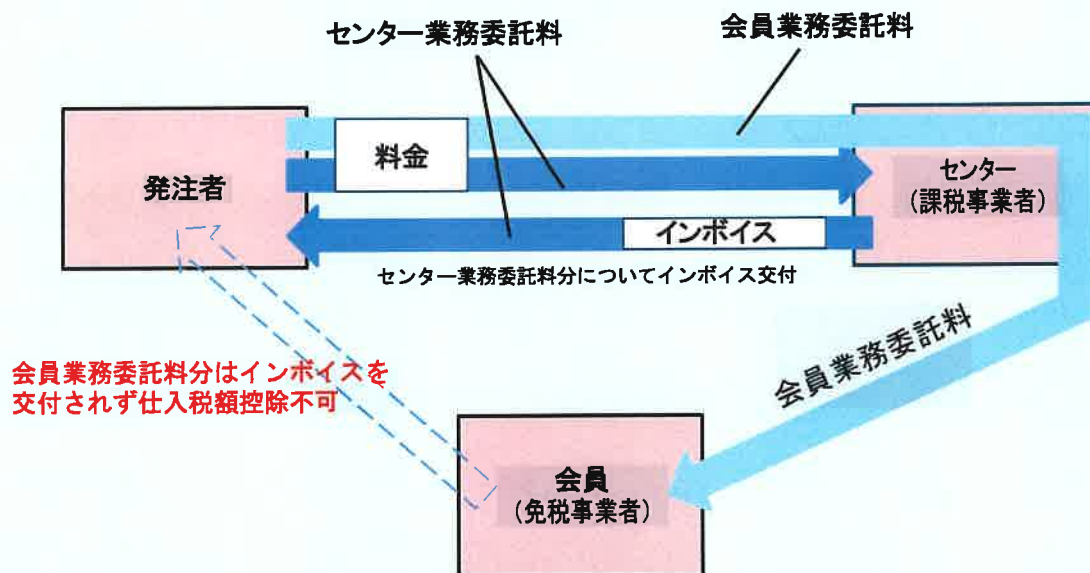 センター業務委託料
会員業務委託料
発注者
料金
センター
(課税事業者)
インボイス
センター業務委託料分についてインボイス交付
会員業務委託料
会員業務委託料分はインボイスを
交付されず仕入税額控除不可
会員
(免税事業者)